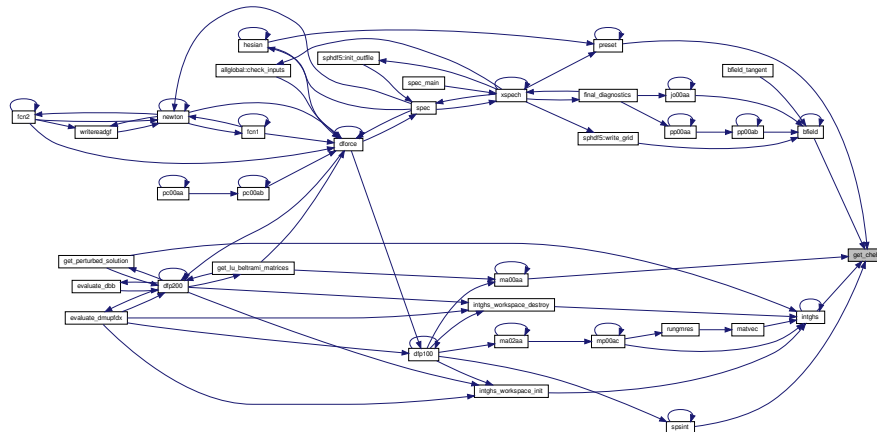 hesian
preset
allglobal::check_inputs
sphdf5::init_outfile
bfield_tangent
spec_main
xspech
final_diagnostics
jo00aa
spec
fcn2
newton
writereadgf
fcn1
dforce
sphdf5::write_grid
pp00aa
pp00ab
bfield
pc00aa
pc00ab
get_perturbed_solution
get_lu_beltrami_matrices
evaluate_dbb
dfp200
ma00aa
intghs_workspace_destroy
evaluate_dmupfdx
intghs
rungmres
matvec
ma02aa
mp00ac
dfp100
intghs_workspace_init
spsint